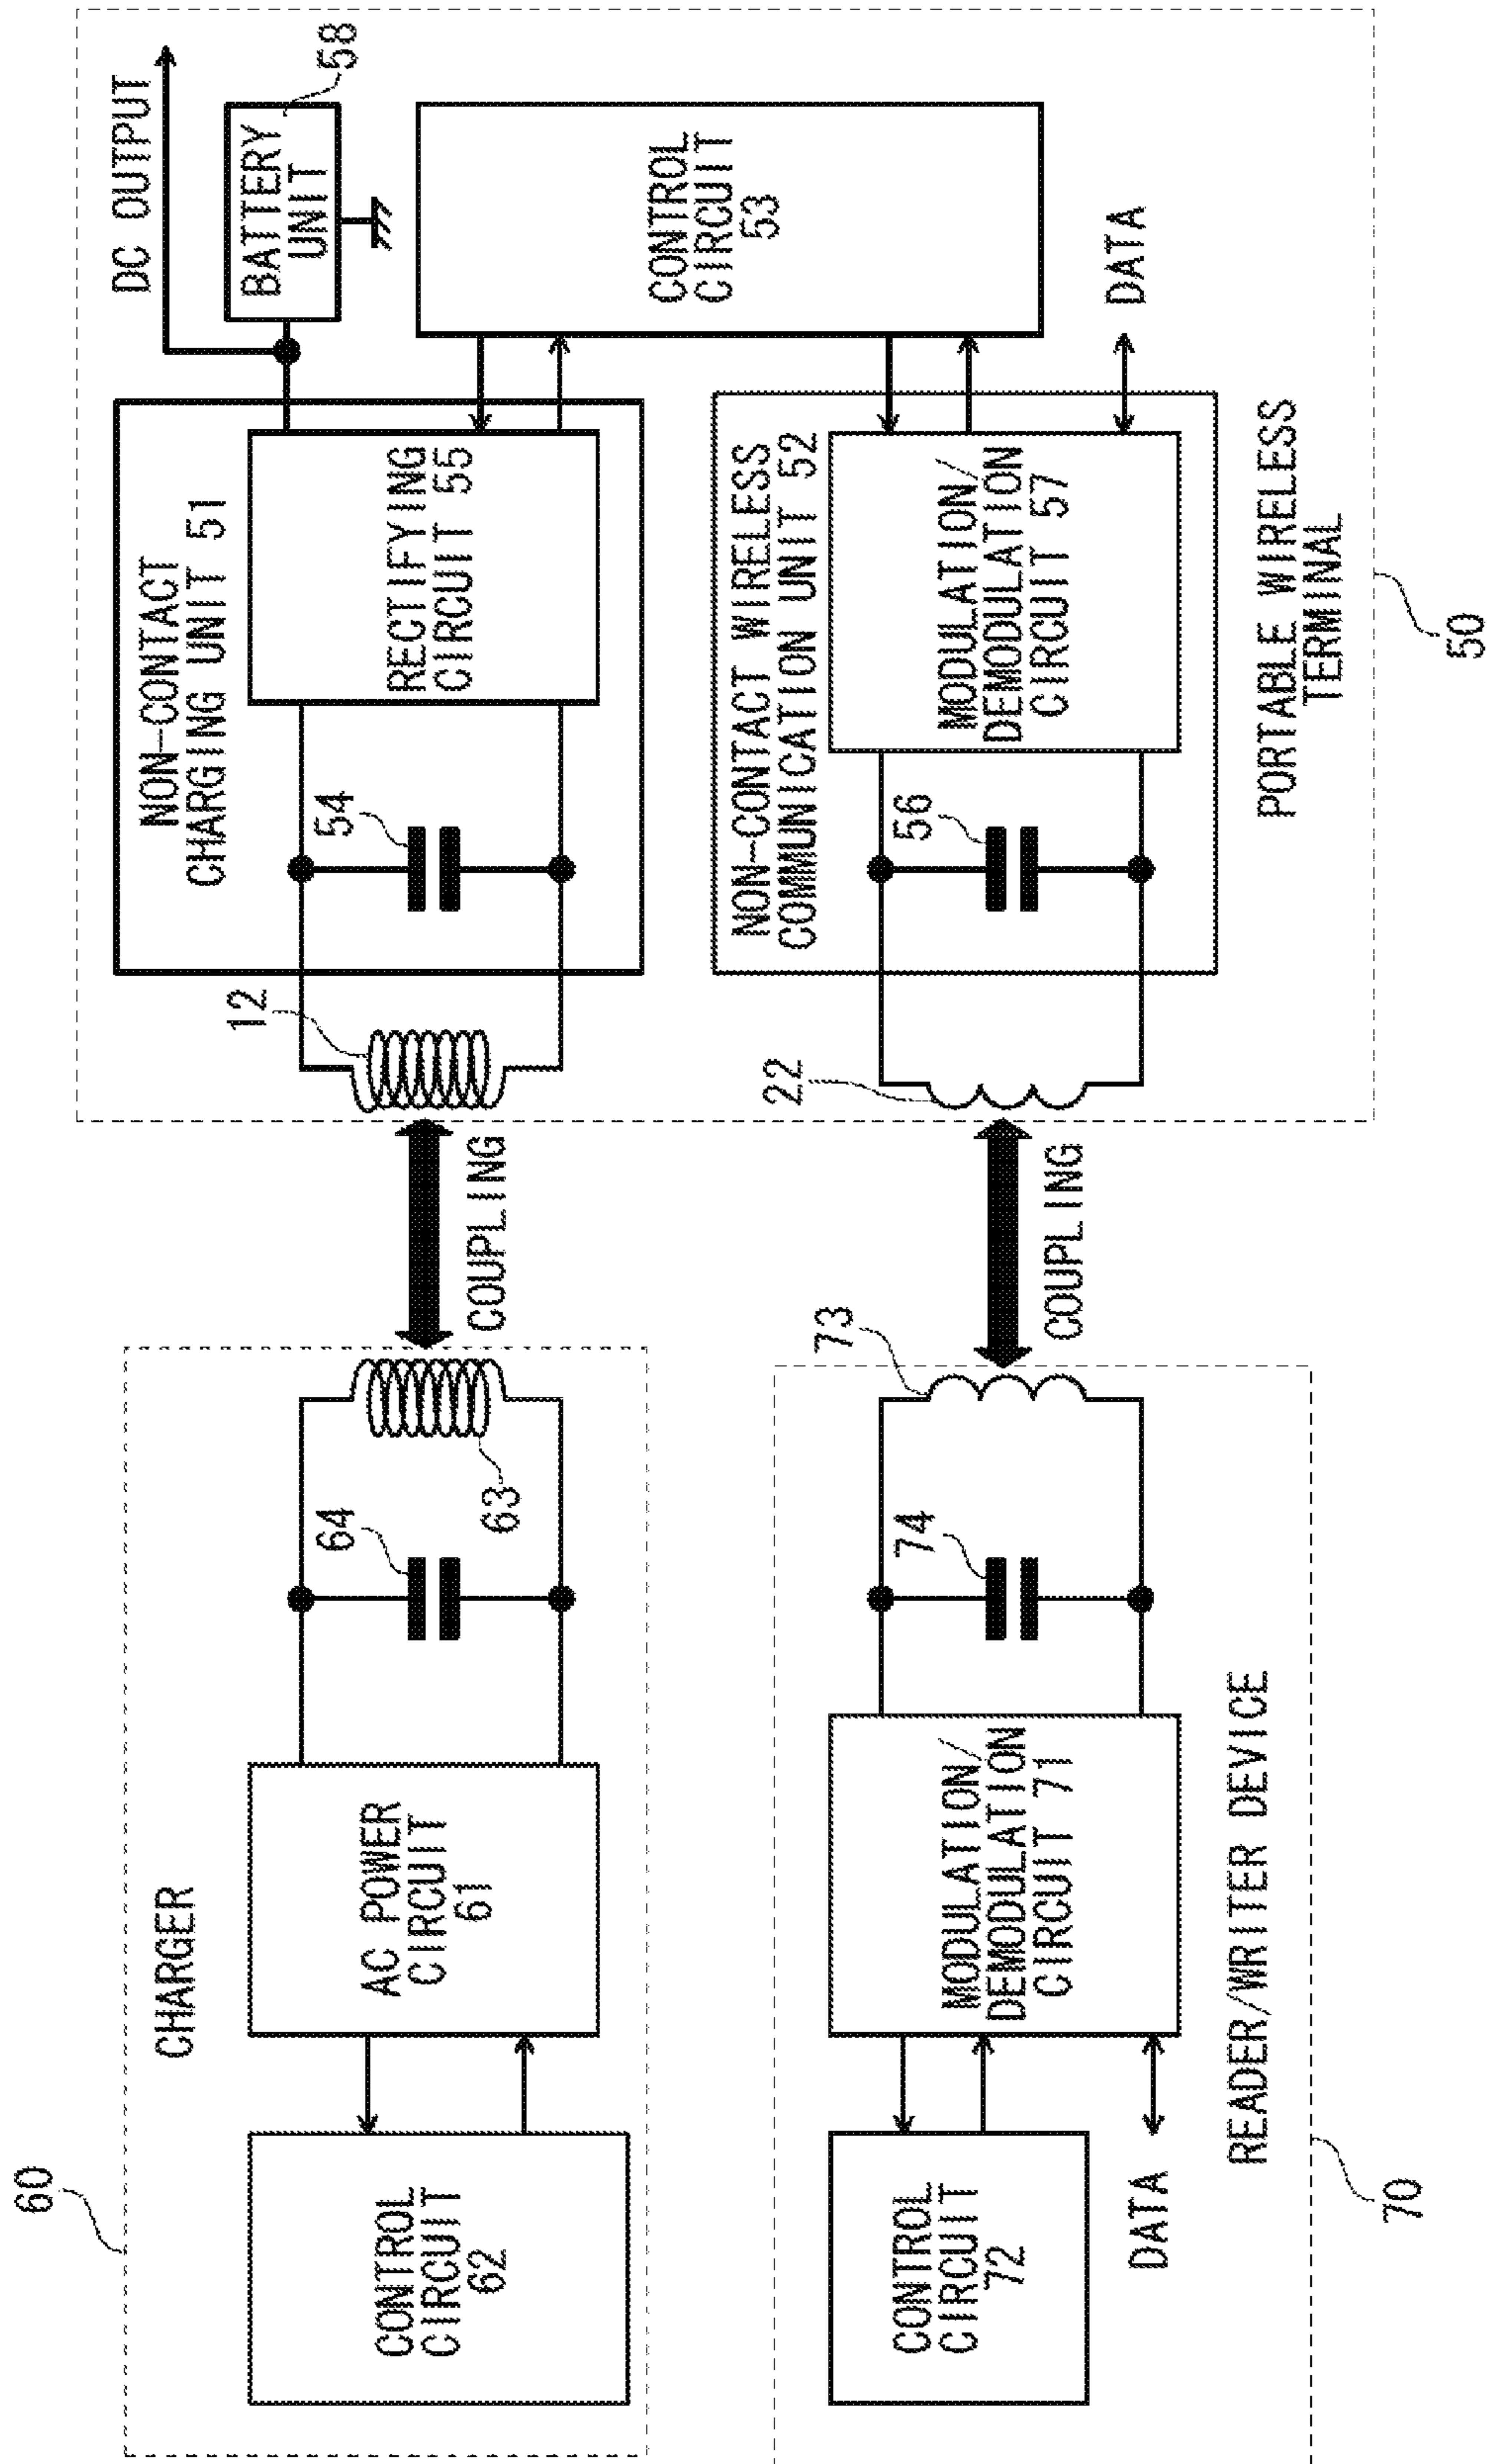 60
CHARGER
CONTROL
CIRCUIT
62
AC POWER
CIRCUIT
61
64
63
COUPLING
12
NON-CONTACT
CHARGING UNIT 51
54
RECTIFYING
CIRCUIT 55
DC OUTPUT
BATTERY
UNIT
58
CONTROL
CIRCUIT
53
CONTROL
CIRCUIT
72
DATA
MODULATION/
DEMODULATION
CIRCUIT 71
74
73
READER/WRITER DEVICE
70
COUPLING
22
NON-CONTACT WIRELESS
COMMUNICATION UNIT 52
56
MODULATION/
DEMODULATION
CIRCUIT 57
DATA
PORTABLE WIRELESS
TERMINAL
50